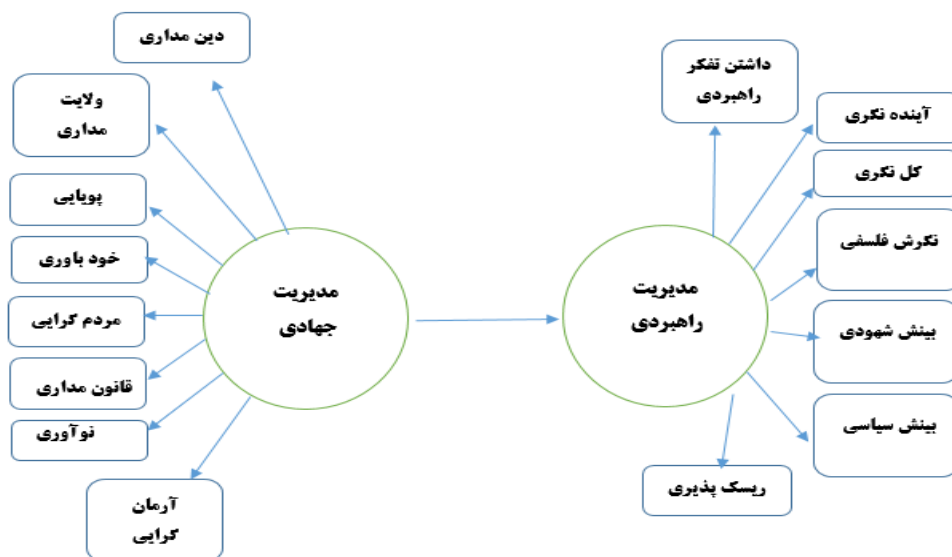 دین مداری
داشتن تفکر
راهبردی
ولایت
مداری
آینده نگری
کل نگری
پویایی
نگرش فلسفی
خود باوری
مدیریت
راهبردی
مدیریت
جهادی
بینش شهودی
مردم گرایی
قانون مداری
بینش سیاسی
نوآوری
ریسک پذیری
آرمان
گرایی